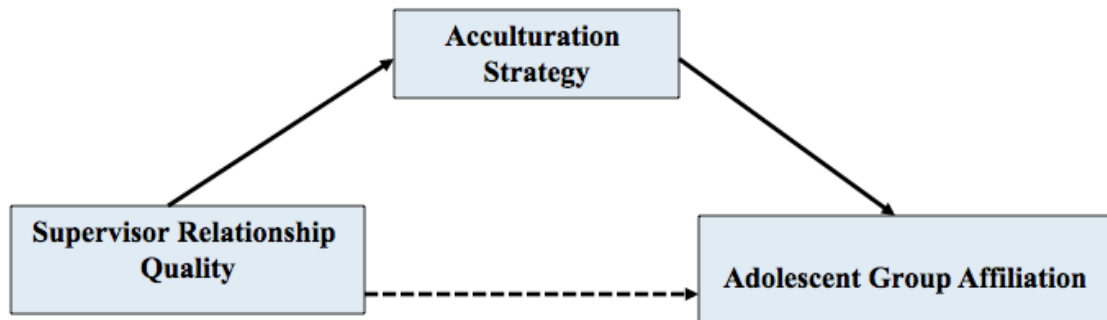 Acculturation
Strategy
Supervisor Relationship
Quality
Adolescent Group Affiliation